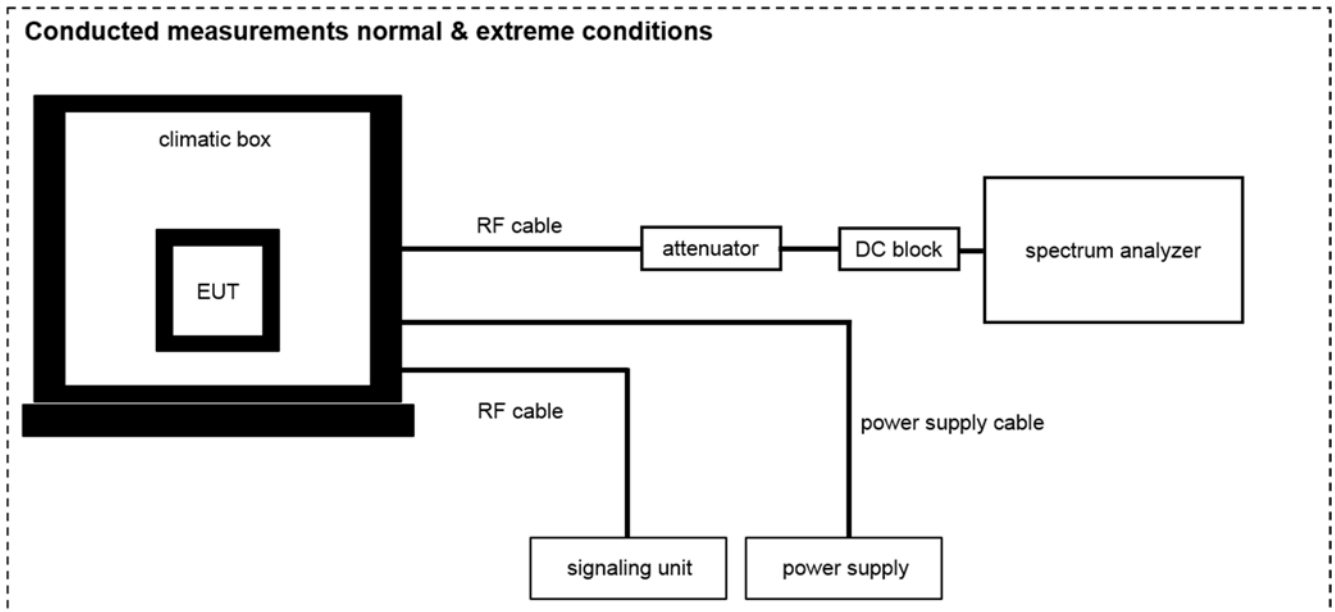 Conducted measurements normal & extreme conditions
climatic box
RF cable
attenuator
DC block
spectrum analyzer
EUT
RF cable
power supply cable
signaling unit
power supply